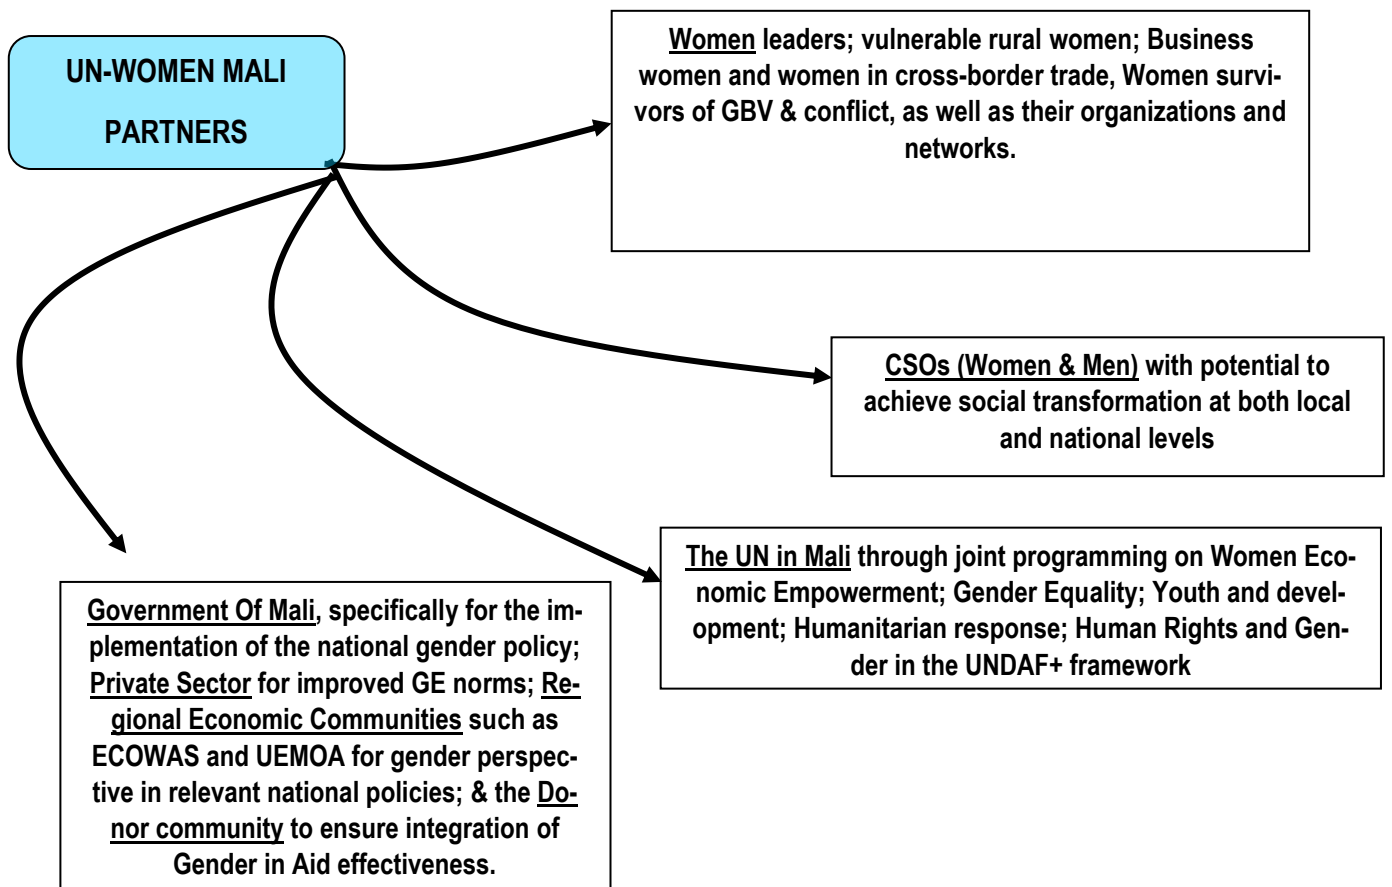 UN-WOMEN MALI
PARTNERS
Women leaders; vulnerable rural women; Business
women and women in cross-border trade, Women survi-
vors of GBV & conflict, as well as their organizations and
networks.
CSOs (Women & Men) with potential to
achieve social transformation at both local
and national levels
The UN in Mali through joint programming on Women Eco-
nomic Empowerment; Gender Equality; Youth and devel-
opment; Humanitarian response; Human Rights and Gen-
der in the UNDAF+ framework
Government Of Mali, specifically for the im-
plementation of the national gender policy;
Private Sector for improved GE norms; Re-
gional Economic Communities such as
ECOWAS and UEMOA for gender perspec-
tive in relevant national policies; & the Do-
nor community to ensure integration of
Gender in Aid effectiveness.